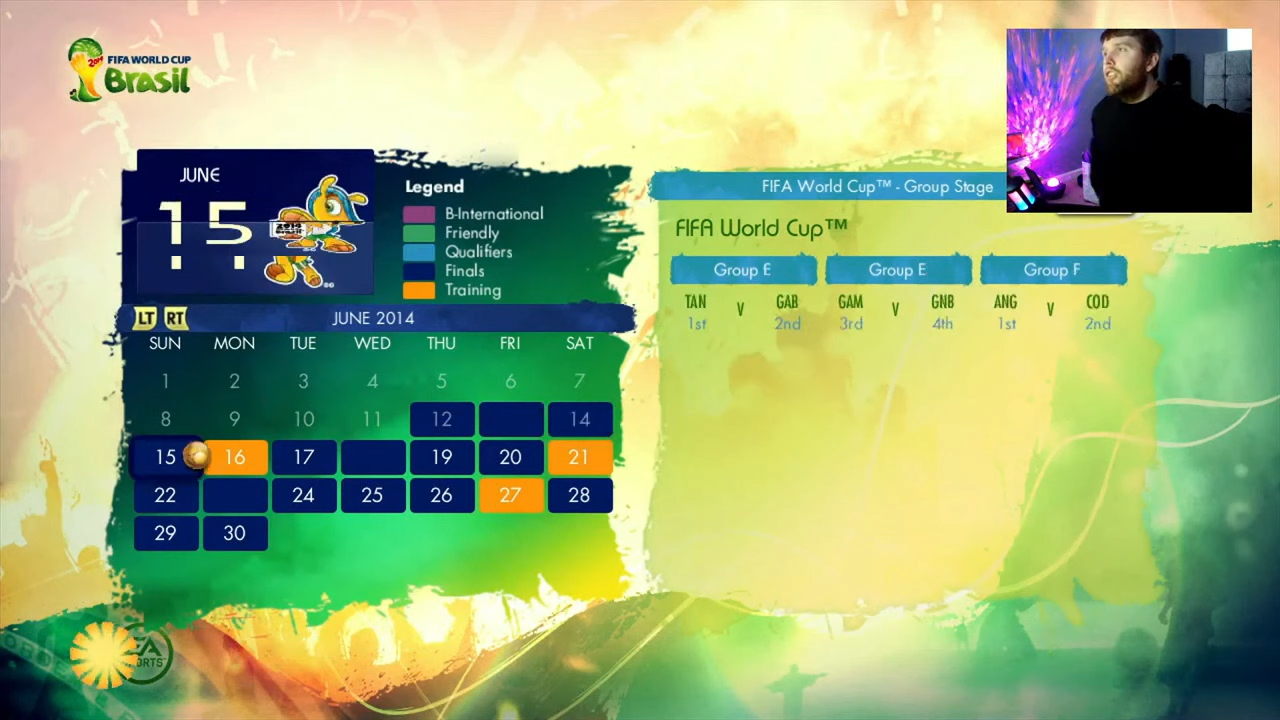 2014 FIFA WORLD CUP
Brasil
JUNE
15
Legend
B-International
Friendly
Qualifiers
Finals
Training
LT RT JUNE 2014
SUN MON TUE WED THU FRI SAT
1 2 3 4 5 6 7
8 9 10 11 12 14
15 16 17 19 20 21
22 24 25 26 27 28
29 30
FIFA World Cup™ - Group Stage
FIFA World Cup™
Group E Group E Group F
TAN V GAB GAM V GNB ANG V COD
1st 2nd 3rd 4th 1st 2nd